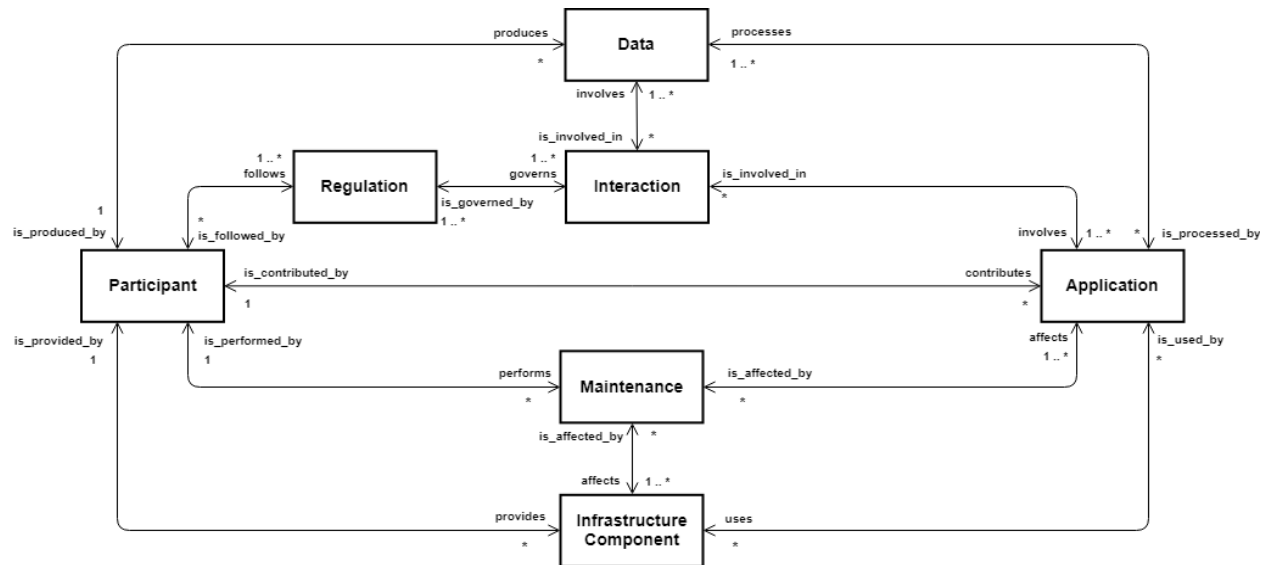 produces
Data
processes
*
1 .. *
involves
1 .. *
is_involved_in
*
1 .. *
follows
Regulation
1 .. *
governs
Interaction
is_involved_in
*
is_governed_by
1 .. *
1
is_produced_by
*
is_followed_by
involves
1 .. *
*
is_processed_by
Participant
is_contributed_by
1
contributes
*
Application
is_provided_by
1
is_performed_by
1
affects
1 .. *
is_used_by
*
performs
*
Maintenance
is_affected_by
*
is_affected_by
*
affects
1 .. *
provides
*
Infrastructure
Component
uses
*